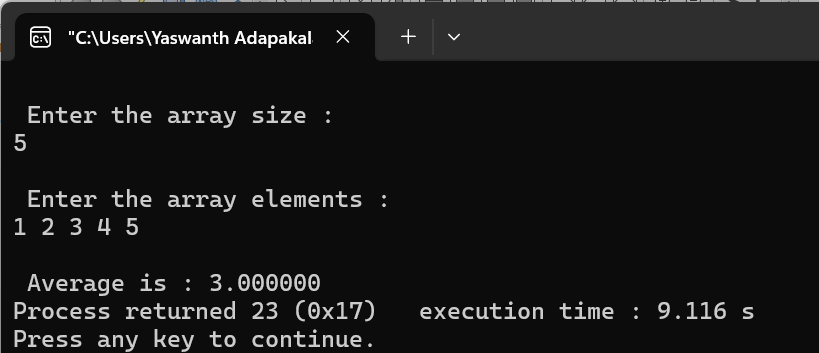 "C:\Users\Yaswanth Adapakal
Enter the array size :
5
Enter the array elements :
1 2 3 4 5
Average is : 3.000000
Process returned 23 (0x17)   execution time : 9.116 s
Press any key to continue.